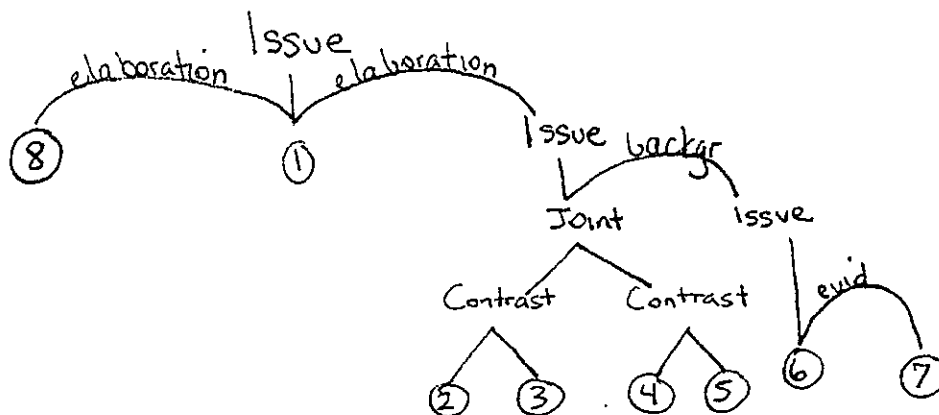 Issue
elaboration elaboration
8 1 Issue backgr
Joint Issue
Contrast Contrast evid
2 3 4 5 6 7